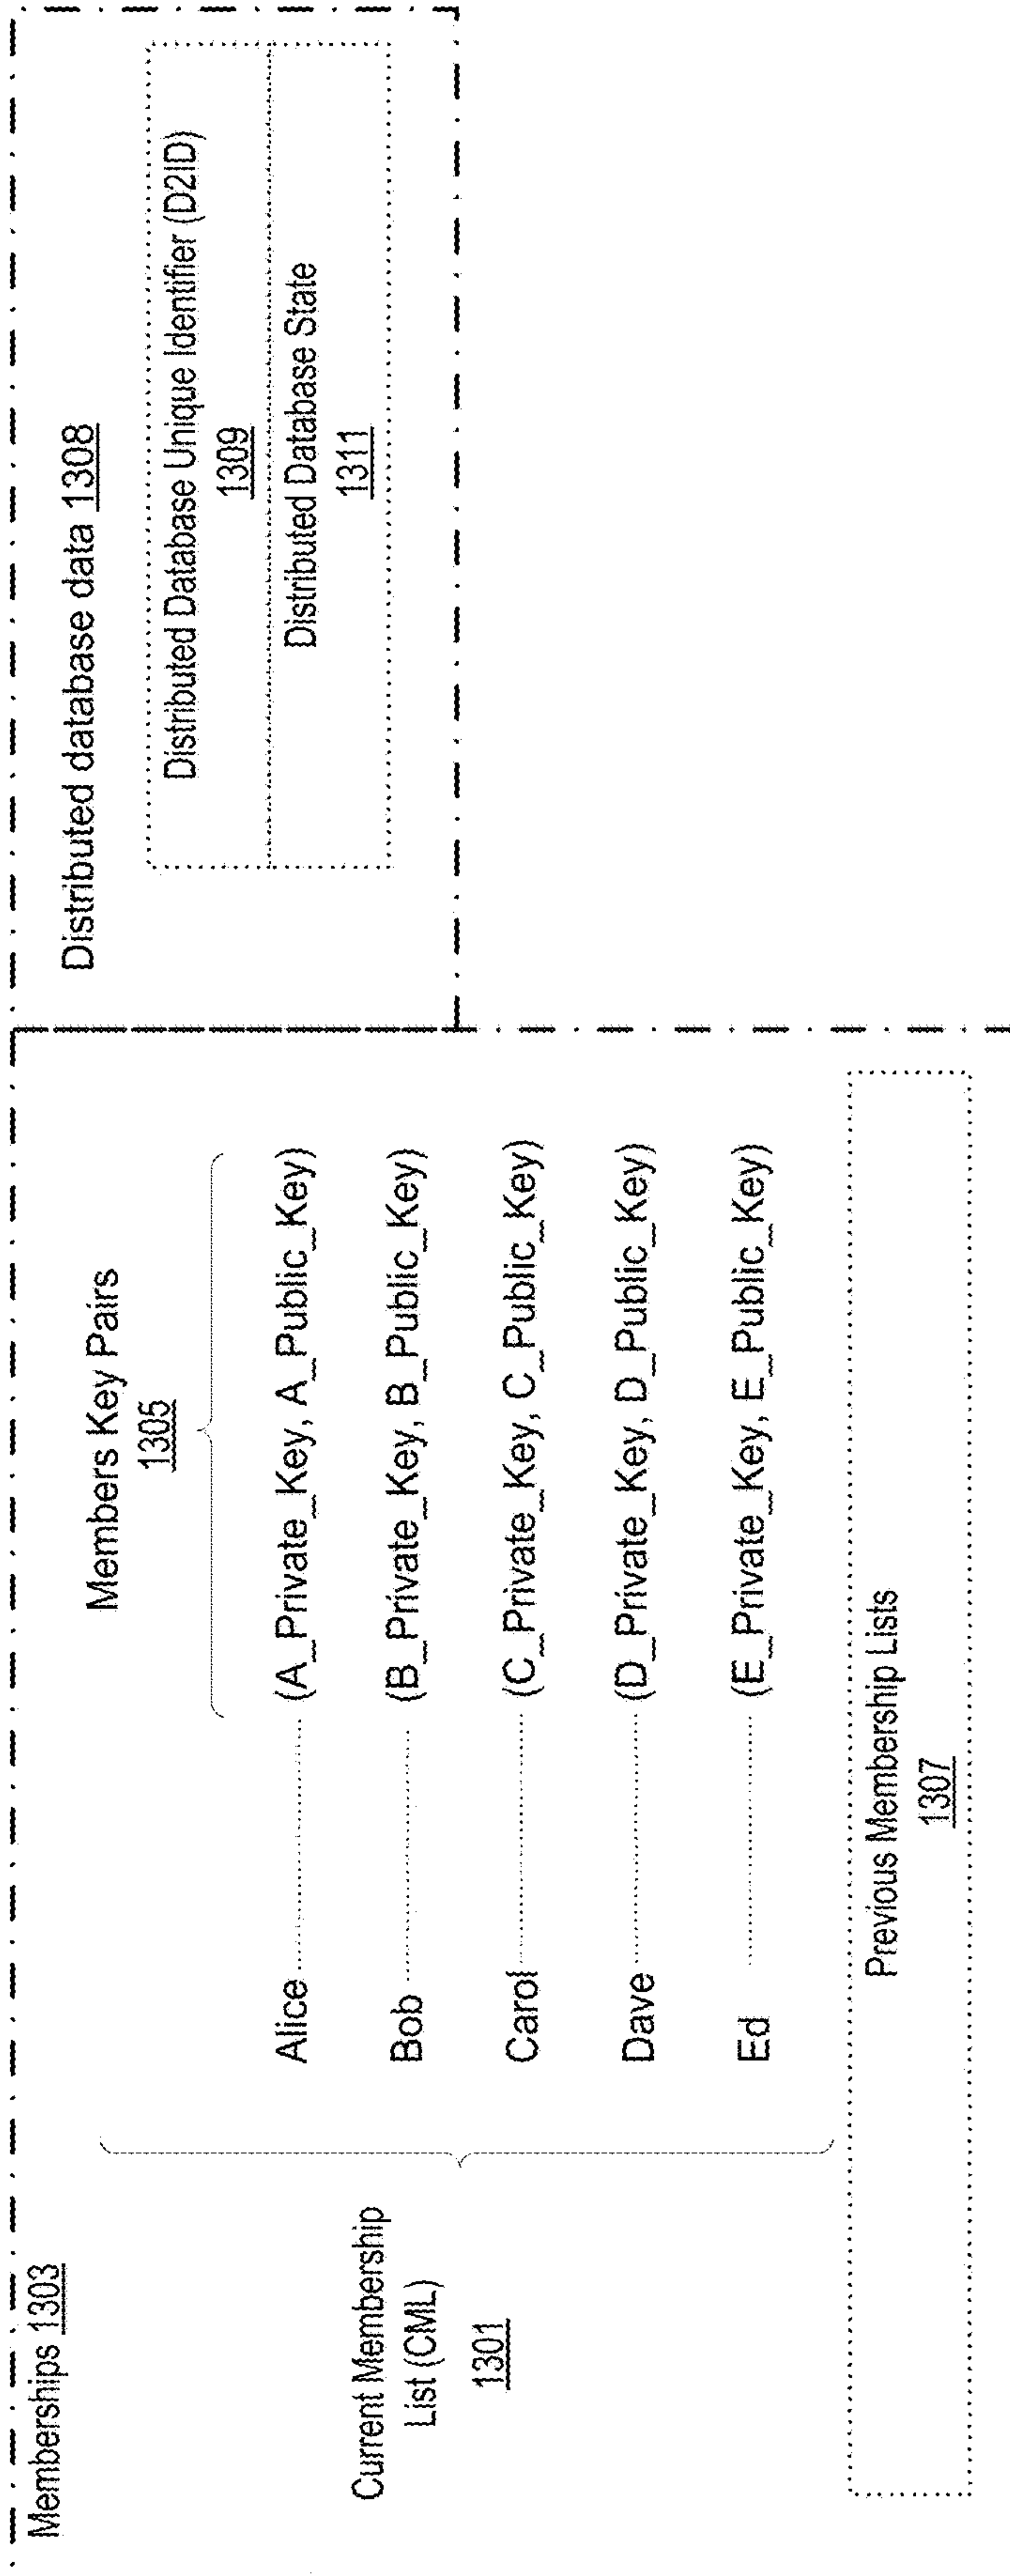 Memberships 1303
Current Membership
List (CML)
1301
Members Key Pairs
1305
Alice (A_Private_Key, A_Public_Key)
Bob (B_Private_Key, B_Public_Key)
Carol (C_Private_Key, C_Public_Key)
Dave (D_Private_Key, D_Public_Key)
Ed (E_Private_Key, E_Public_Key)
Previous Membership Lists
1307
Distributed database data 1308
Distributed Database Unique Identifier (D2ID)
1309
Distributed Database State
1311